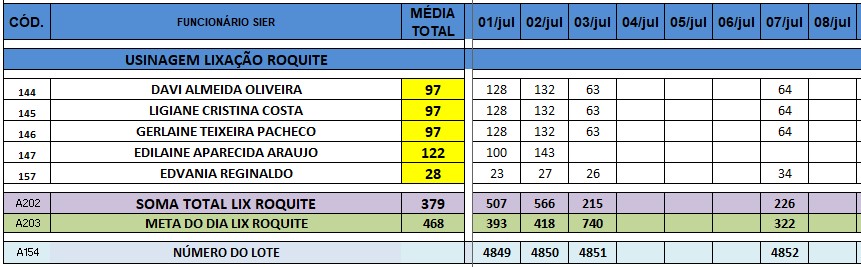 CÓD. FUNCIONÁRIO SIER MÉDIA TOTAL 01/jul 02/jul 03/jul 04/jul 05/jul 06/jul 07/jul 08/jul
USINAGEM LIXAÇÃO ROQUITE
144 DAVI ALMEIDA OLIVEIRA 97 128 132 63 64
145 LIGIANE CRISTINA COSTA 97 128 132 63 64
146 GERLAINE TEIXEIRA PACHECO 97 128 132 63 64
147 EDILAINE APARECIDA ARAUJO 122 100 143
157 EDVANIA REGINALDO 28 23 27 26 34
A202 SOMA TOTAL LIX ROQUITE 379 507 566 215 226
A203 META DO DIA LIX ROQUITE 468 393 418 740 322
A154 NÚMERO DO LOTE 4849 4850 4851 4852